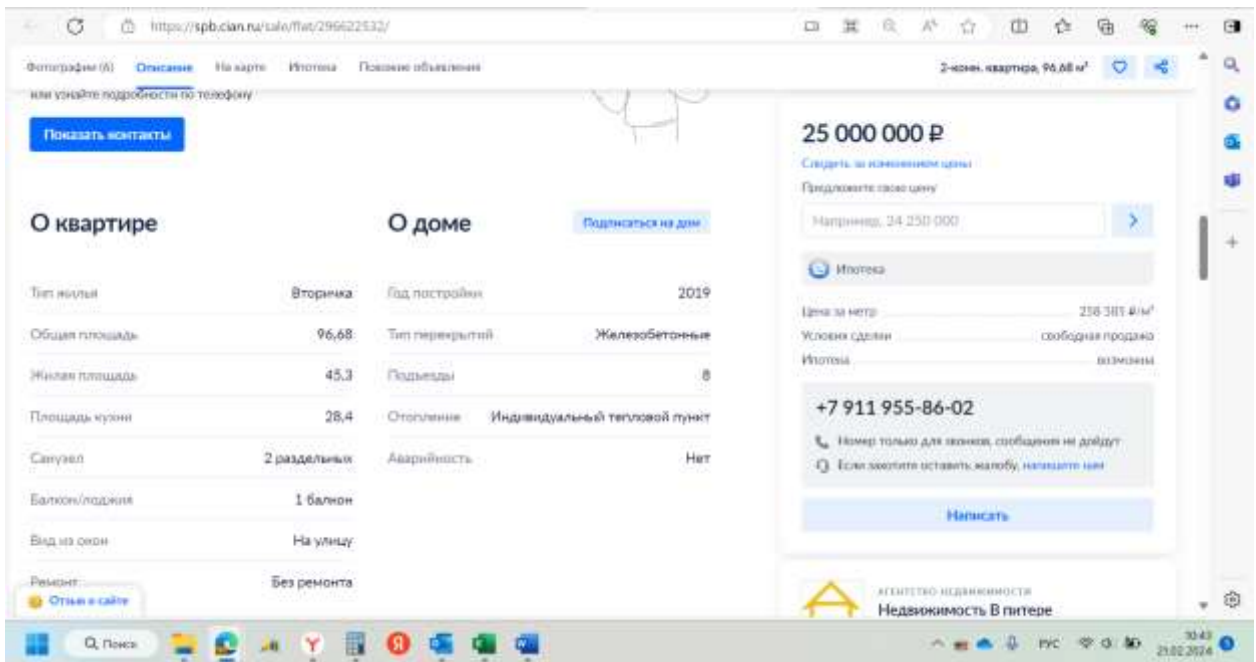 https://spb.cian.ru/sale/flat/296622532/
Фотографии (6) Описание На карте Ипотека Похожие объявления
2-комн. квартира, 96,68 м²
или узнайте подробности по телефону
Показать контакты
25 000 000 ₽
Следить за изменением цены
Предложите свою цену
Например, 24 250 000
Ипотека
Цена за метр ₽/м²
Условия сделки свободная продажа
Ипотека возможна
+7 911 955-86-02
Номер только для звонков, сообщения не дойдут
Если захотите оставить жалобу, напишите нам
Написать
АГЕНТСТВО НЕДВИЖИМОСТИ
Недвижимость В питере
О квартире
Тип жилья Вторичка
Общая площадь 96,68
Жилая площадь 45,3
Площадь кухни 28,4
Санузел 2 раздельных
Балкон/лоджия 1 балкон
Вид из окон На улицу
Ремонт Без ремонта
О доме Подписаться на дом
Год постройки 2019
Тип перекрытий Железобетонные
Подъезды 8
Отопление Индивидуальный тепловой пункт
Аварийность Нет
Отзыв о сайте
Поиск
РУС
10:43
21.02.2024